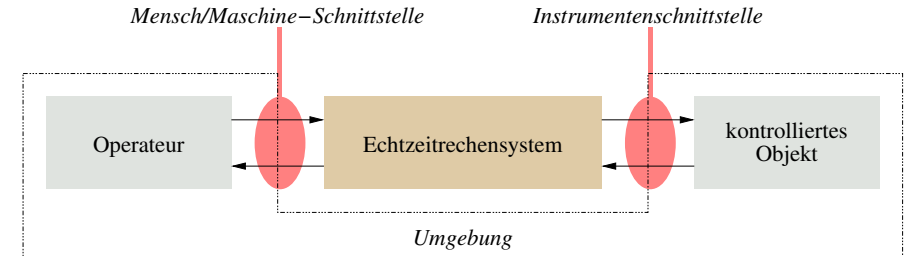 Mensch/Maschine−Schnittstelle
Instrumentenschnittstelle
Operateur
Echtzeitrechensystem
kontrolliertes
Objekt
Umgebung